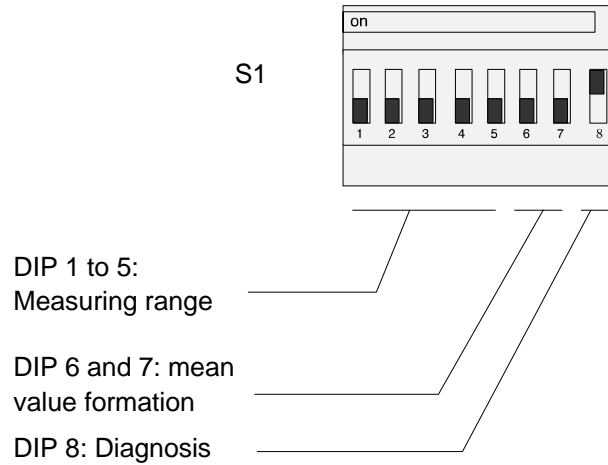 on
S1
1 2 3 4 5 6 7 8
DIP 1 to 5:
Measuring range
DIP 6 and 7: mean
value formation
DIP 8: Diagnosis